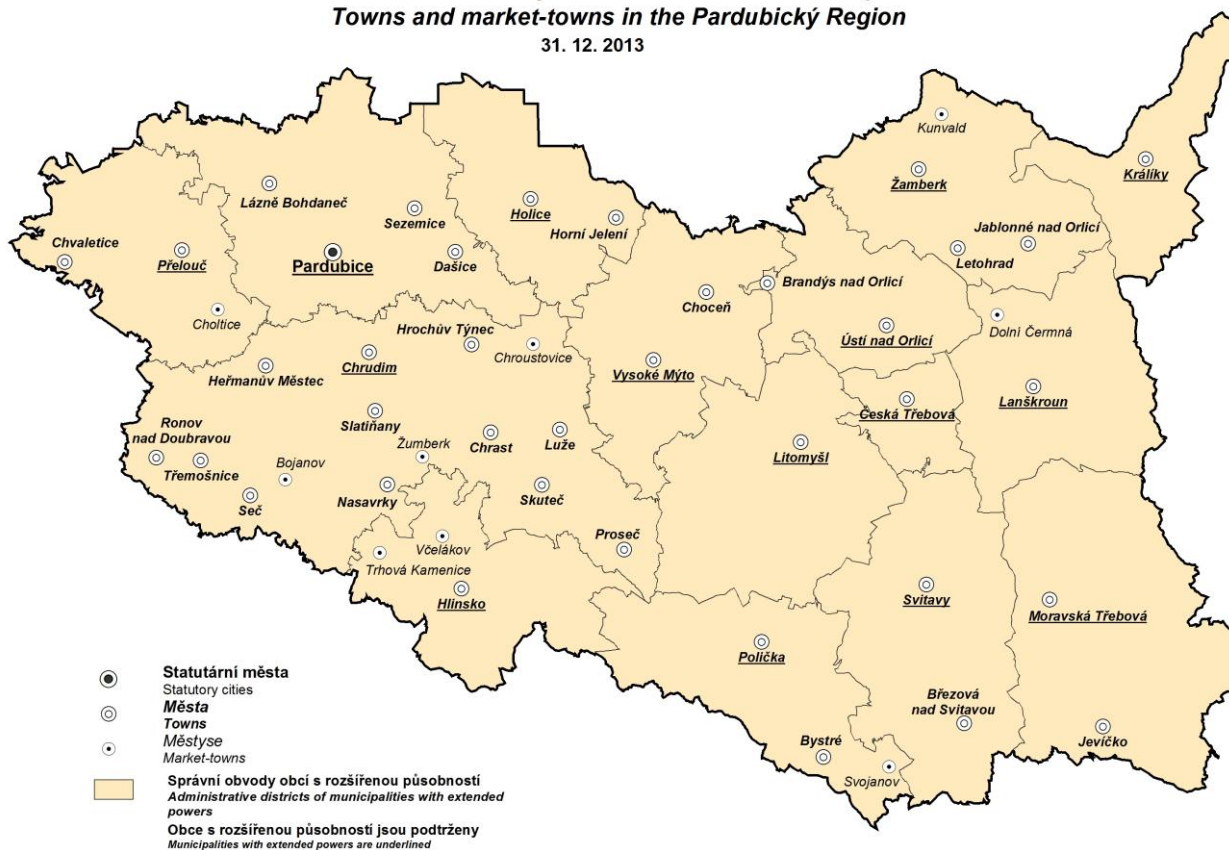 Towns and market-towns in the Pardubický Region
31. 12. 2013
Kunvald
Žamberk
Králíky
Lázně Bohdaneč
Sezemice
Holice
Horní Jelení
Jablonné nad Orlicí
Letohrad
Chvaletice
Přelouč
Pardubice
Dašice
Choceň
Brandýs nad Orlicí
Choltice
Hrochův Týnec
Chroustovice
Ústí nad Orlicí
Dolní Čermná
Heřmanův Městec
Chrudim
Vysoké Mýto
Česká Třebová
Lanškroun
Slatiňany
Ronov
nad Doubravou
Třemošnice
Bojanov
Žumberk
Chrast
Luže
Litomyšl
Seč
Nasavrky
Skuteč
Včelákov
Trhová Kamenice
Proseč
Hlinsko
Svitavy
Moravská Třebová
Polička
Březová
nad Svitavou
Bystré
Svojanov
Jevíčko
Statutární města
Statutory cities
Města
Towns
Městyse
Market-towns
Správní obvody obcí s rozšířenou působností
Administrative districts of municipalities with extended
powers
Obce s rozšířenou působností jsou podtrženy
Municipalities with extended powers are underlined